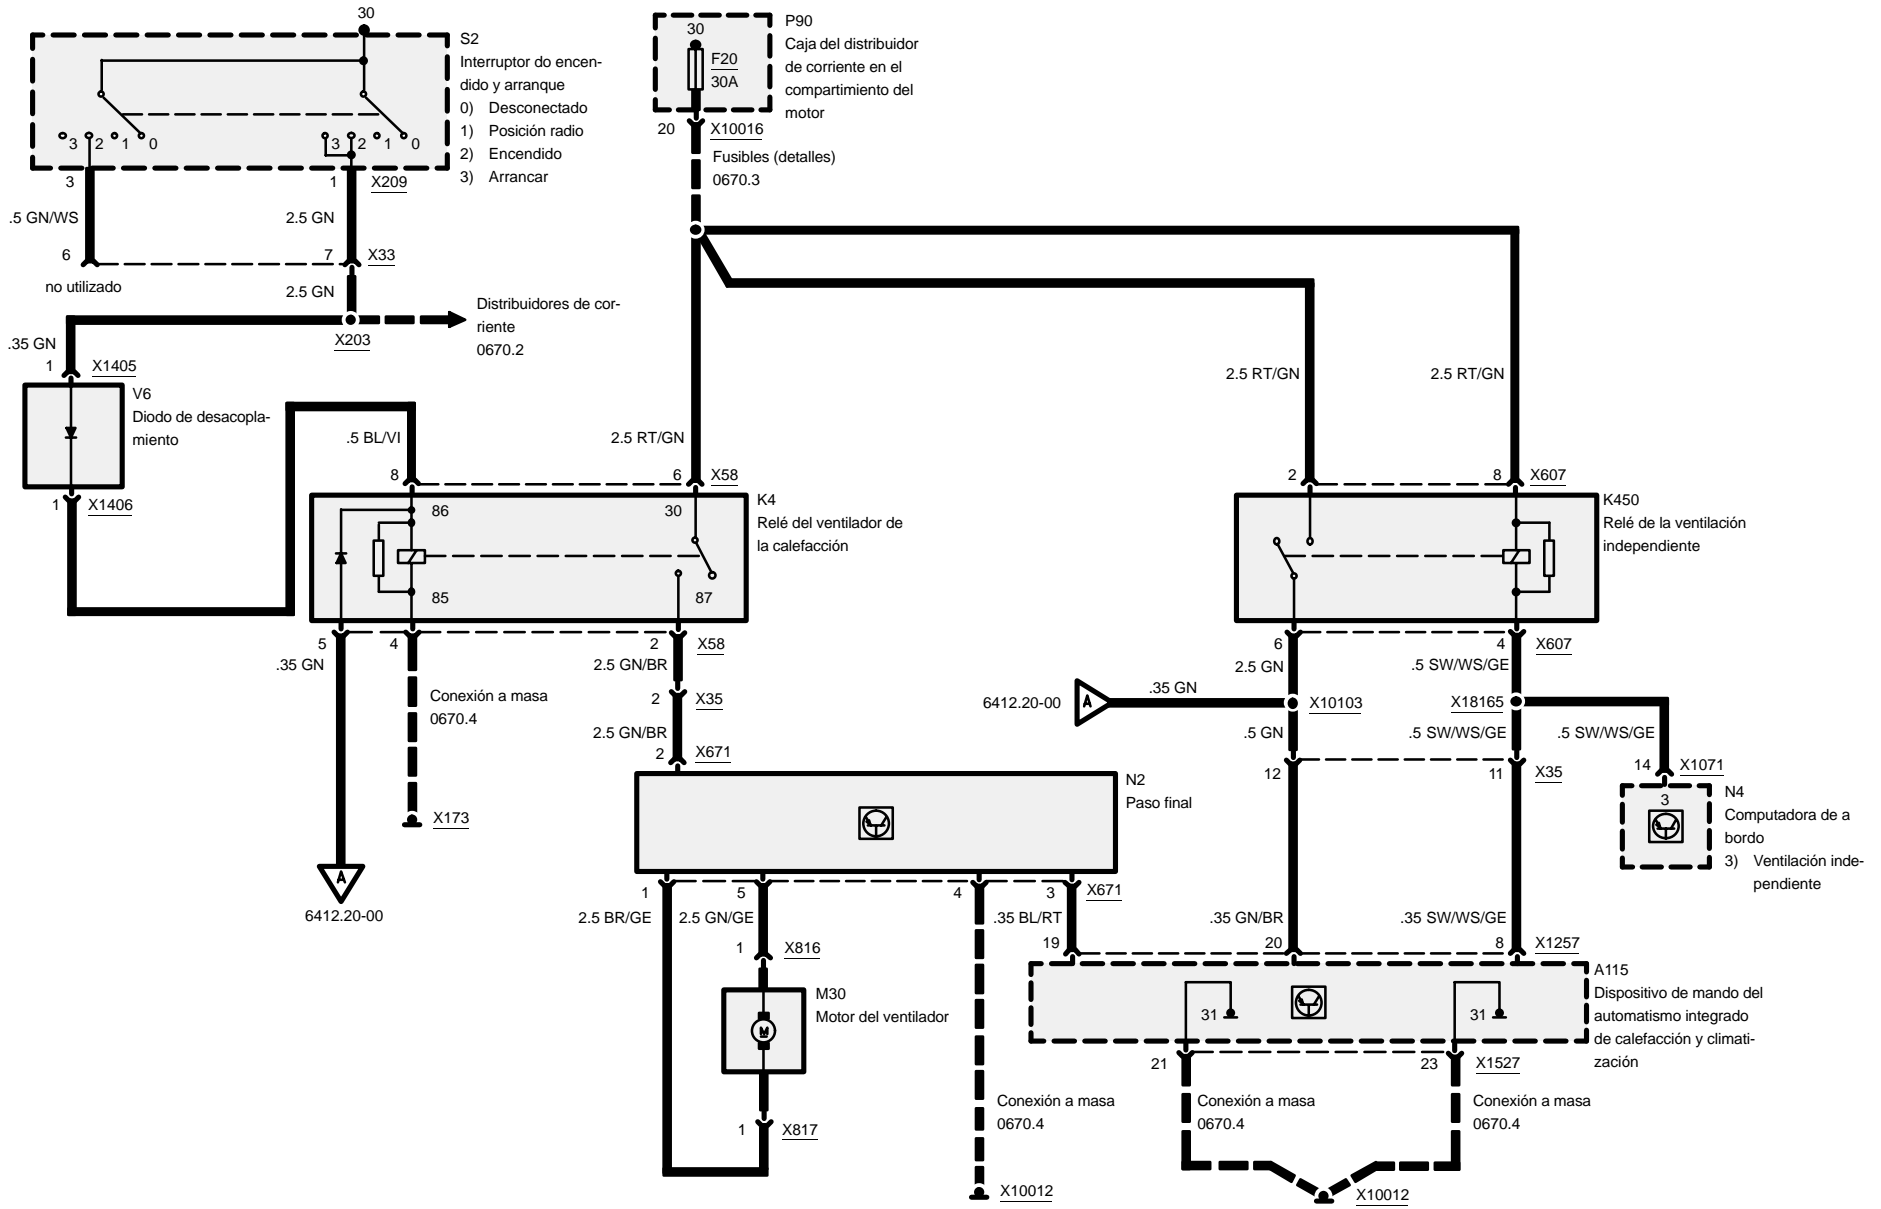 30
S2
Interruptor do encen-
dido y arranque
0) Desconectado
1) Posición radio
2) Encendido
3) Arrancar
3 2 1 0
3 2 1 0
3
1
X209
.5 GN/WS
2.5 GN
6
7
X33
no utilizado
2.5 GN
Distribuidores de cor-
riente
0670.2
X203
.35 GN
1
X1405
V6
Diodo de desacopla-
miento
1
X1406
P90
Caja del distribuidor
de corriente en el
compartimiento del
motor
30
F20
30A
20
X10016
Fusibles (detalles)
0670.3
.5 BL/VI
2.5 RT/GN
2.5 RT/GN
2.5 RT/GN
8
6
X58
2
8
X607
K4
Relé del ventilador de
la calefacción
86
30
85
87
K450
Relé de la ventilación
independiente
5
4
2
X58
.35 GN
2.5 GN/BR
Conexión a masa
0670.4
2
X35
2.5 GN/BR
2
X671
X173
A
6412.20-00
6
4
X607
2.5 GN
.5 SW/WS/GE
6412.20-00
A
.35 GN
X10103
X18165
.5 GN
.5 SW/WS/GE
.5 SW/WS/GE
12
11
X35
14
X1071
3
N4
Computadora de a
bordo
3) Ventilación inde-
pendiente
N2
Paso final
1
5
4
3
X671
2.5 BR/GE
2.5 GN/GE
.35 BL/RT
.35 GN/BR
.35 SW/WS/GE
1
X816
19
20
8
X1257
M30
Motor del ventilador
M
A115
Dispositivo de mando del
automatismo integrado
de calefacción y climati-
zación
31
31
21
23
X1527
1
X817
Conexión a masa
0670.4
Conexión a masa
0670.4
Conexión a masa
0670.4
X10012
X10012